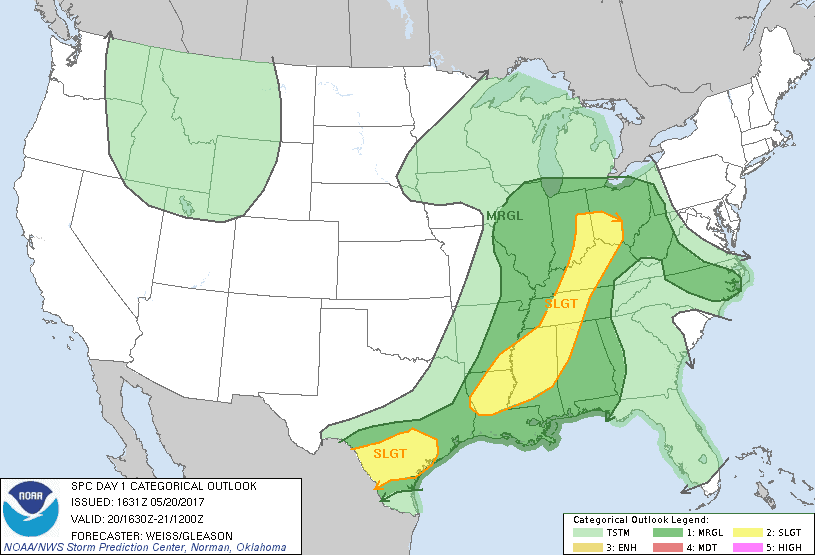 MRGL
SLGT
SLGT
NOAA
SPC DAY 1 CATEGORICAL OUTLOOK
ISSUED: 1631Z 05/20/2017
VALID: 20/1630Z-21/1200Z
FORECASTER: WEISS/GLEASON
NOAA/NWS Storm Prediction Center, Norman, Oklahoma
Categorical Outlook Legend:
TSTM 1: MRGL 2: SLGT
3: ENH 4: MDT 5: HIGH